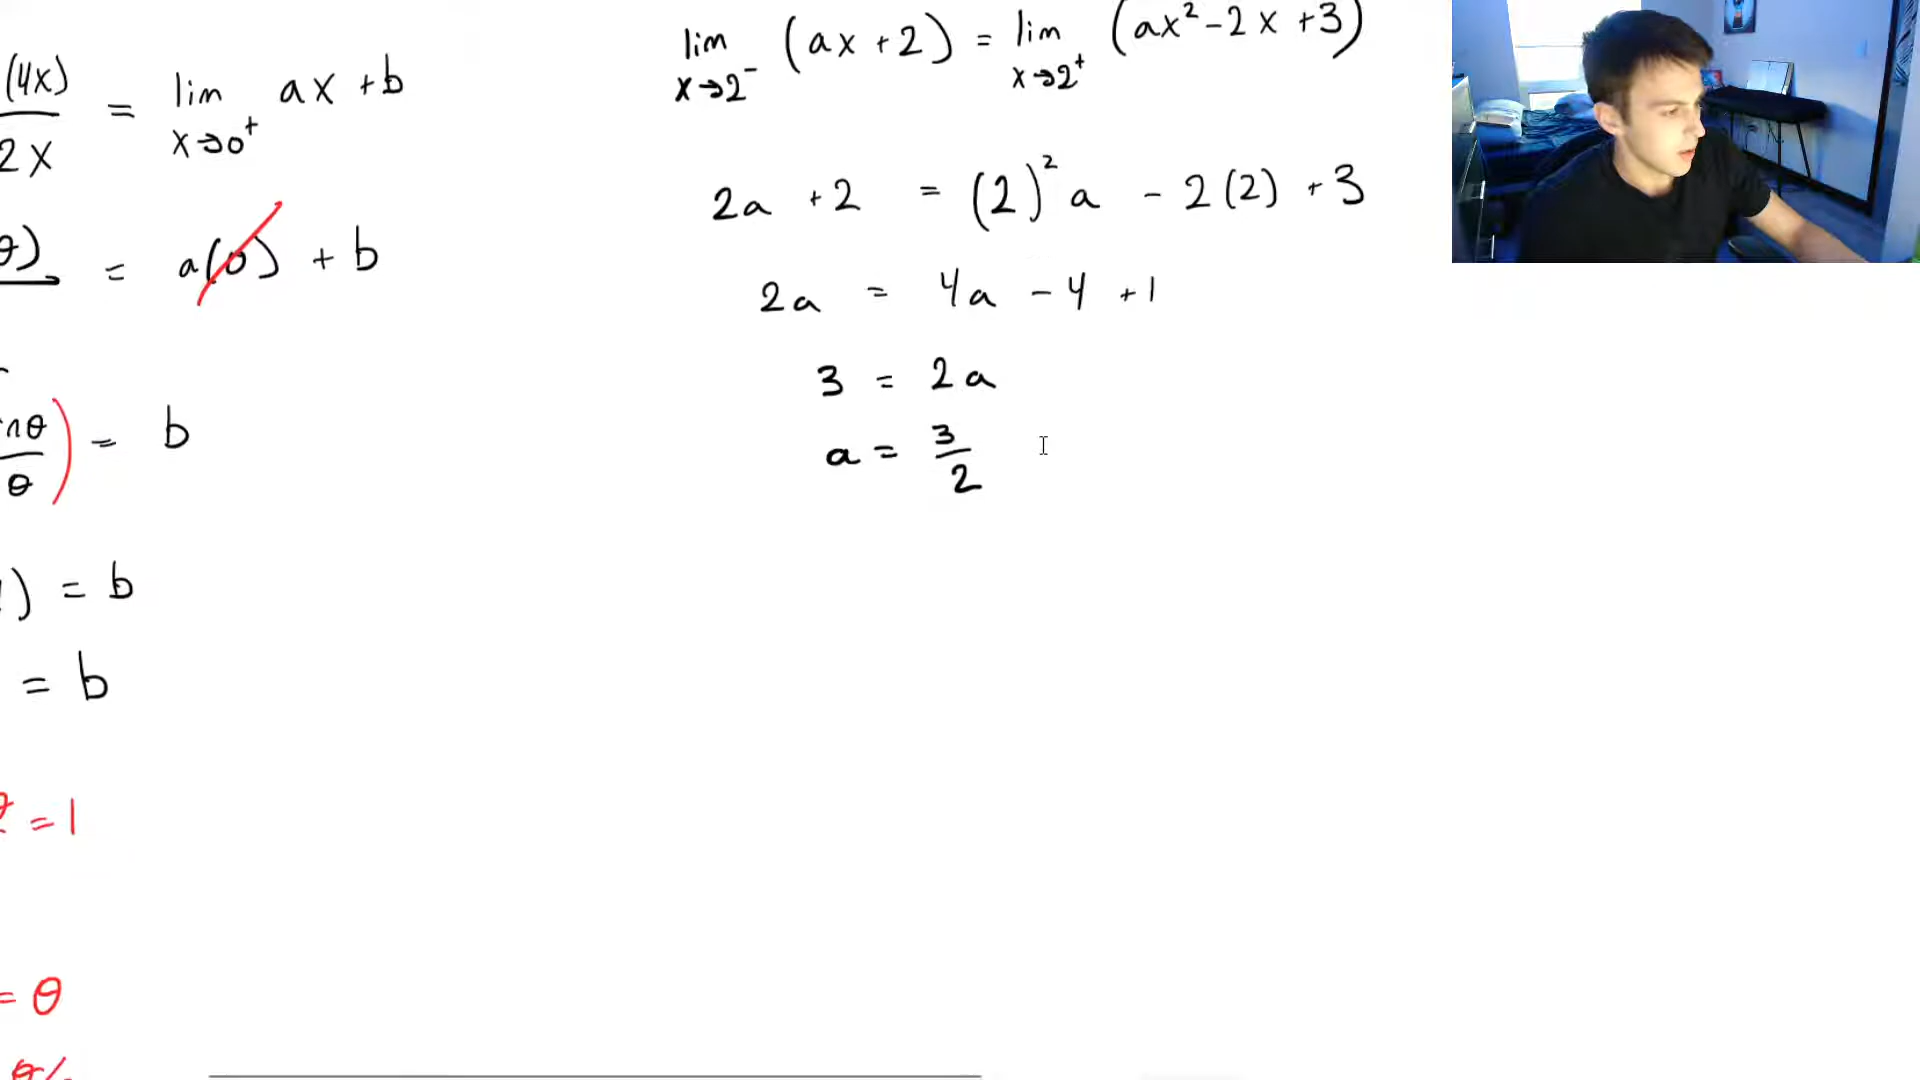 (4x)
2x = lim x→0⁺ ax + b
θ) = a(0) + b
nθ
θ ) = b
) = b
= b
= 1
= θ
lim x→2⁻ (ax + 2) = lim x→2⁺ (ax² - 2x + 3)
2a + 2 = (2)² a - 2(2) + 3
2a = 4a - 4 + 1
3 = 2a
a = 3/2